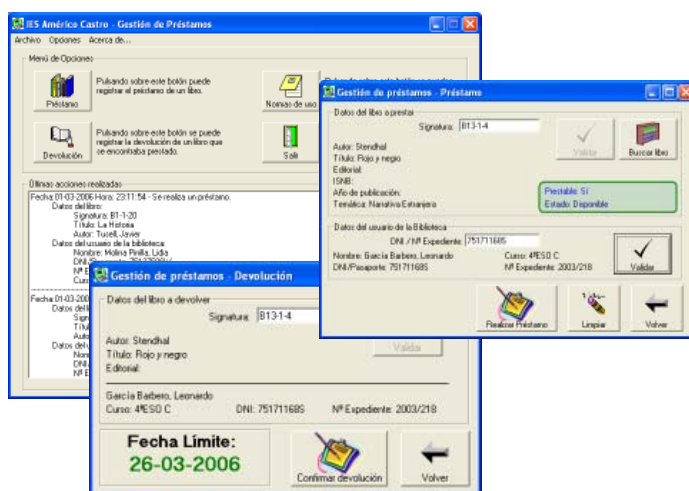 IES Américo Castro - Gestión de Préstamos
Archivo Opciones Acerca de...
Menú de Opciones
Préstamo
Pulsando sobre este botón puede
registrar el préstamo de un libro.
Normas de uso
Devolución
Pulsando sobre este botón se puede
registrar la devolución de un libro que
se encontraba prestado.
Salir
Últimas acciones realizadas
Fecha 01-03-2006 Hora: 23:11:54 - Se realiza un préstamo.
Datos del libro:
Signatura: B1-1-20
Título: La Historia
Autor: Tusell, Javier
Datos del usuario de la biblioteca:
Nombre: Molina Pinilla, Lidia
Fecha 01-03-200
Gestión de préstamos - Préstamo
Datos del libro a prestar
Signatura: B13-1-4
Validar
Buscar libro
Autor: Stendhal
Título: Rojo y negro
Editorial:
ISNB:
Año de publicación:
Temática: Narrativa Extranjera
Prestable: Sí
Estado: Disponible
Datos del usuario de la Biblioteca
DNI / Nº Expediente: 75171168S
Nombre: García Barbero, Leonardo
Curso: 4ºESO C
DNI/Pasaporte: 75171168S
Nº Expediente: 2003/218
Validar
Realizar Préstamo
Limpiar
Volver
Gestión de préstamos - Devolución
Datos del libro a devolver
Signatura: B13-1-4
Validar
Autor: Stendhal
Título: Rojo y negro
Editorial:
García Barbero, Leonardo
Curso: 4ºESO C DNI: 75171168S Nº Expediente: 2003/218
Fecha Límite:
26-03-2006
Confirmar devolución
Volver